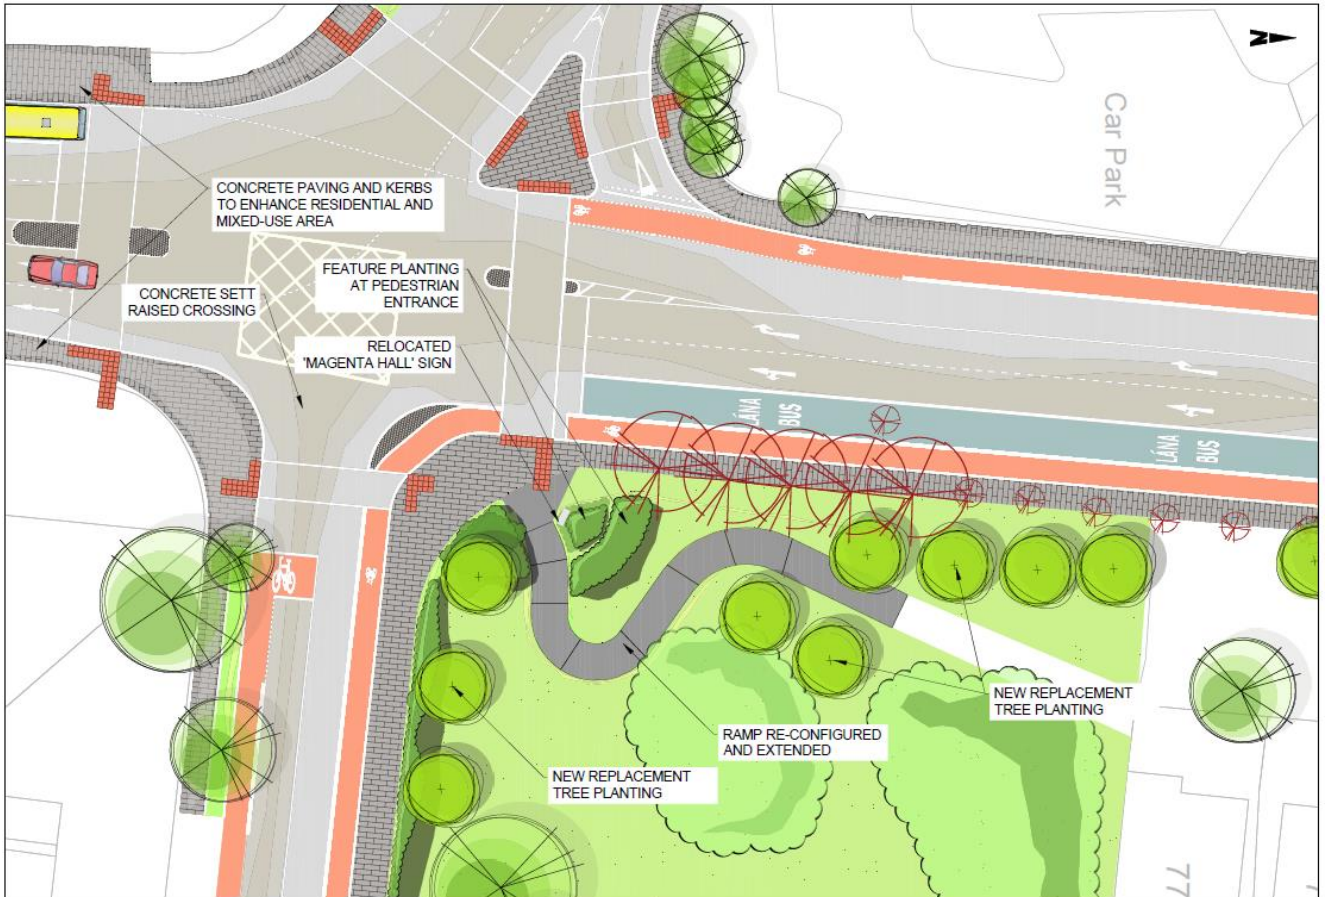 N
Car Park
CONCRETE PAVING AND KERBS
TO ENHANCE RESIDENTIAL AND
MIXED-USE AREA
FEATURE PLANTING
AT PEDESTRIAN
ENTRANCE
CONCRETE SETT
RAISED CROSSING
RELOCATED
'MAGENTA HALL' SIGN
LÁNA
BUS
LÁNA
BUS
NEW REPLACEMENT
TREE PLANTING
RAMP RE-CONFIGURED
AND EXTENDED
NEW REPLACEMENT
TREE PLANTING
77